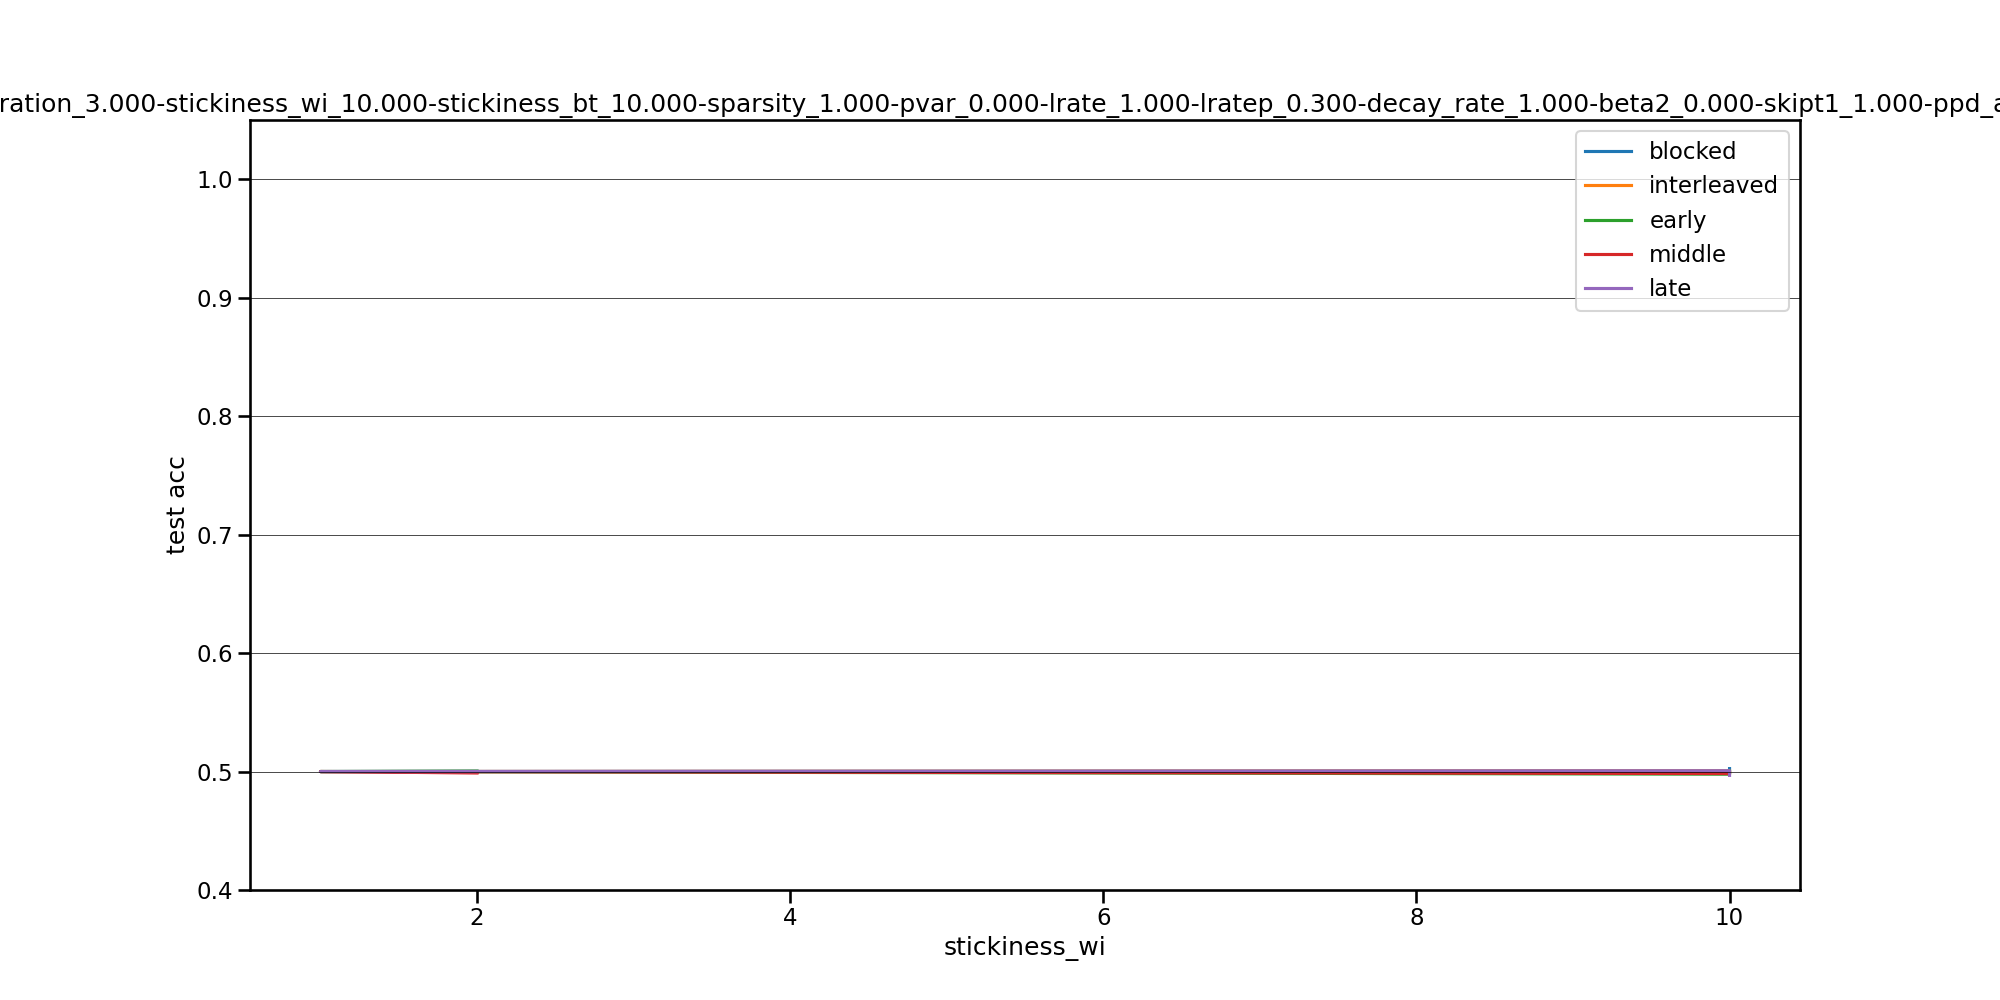 ration_3.000-stickiness_wi_10.000-stickiness_bt_10.000-sparsity_1.000-pvar_0.000-lrate_1.000-lratep_0.300-decay_rate_1.000-beta2_0.000-skipt1_1.000-ppd_a
blocked
interleaved
early
middle
late
1.0
0.9
0.8
0.7
0.6
0.5
0.4
test acc
2 4 6 8 10
stickiness_wi